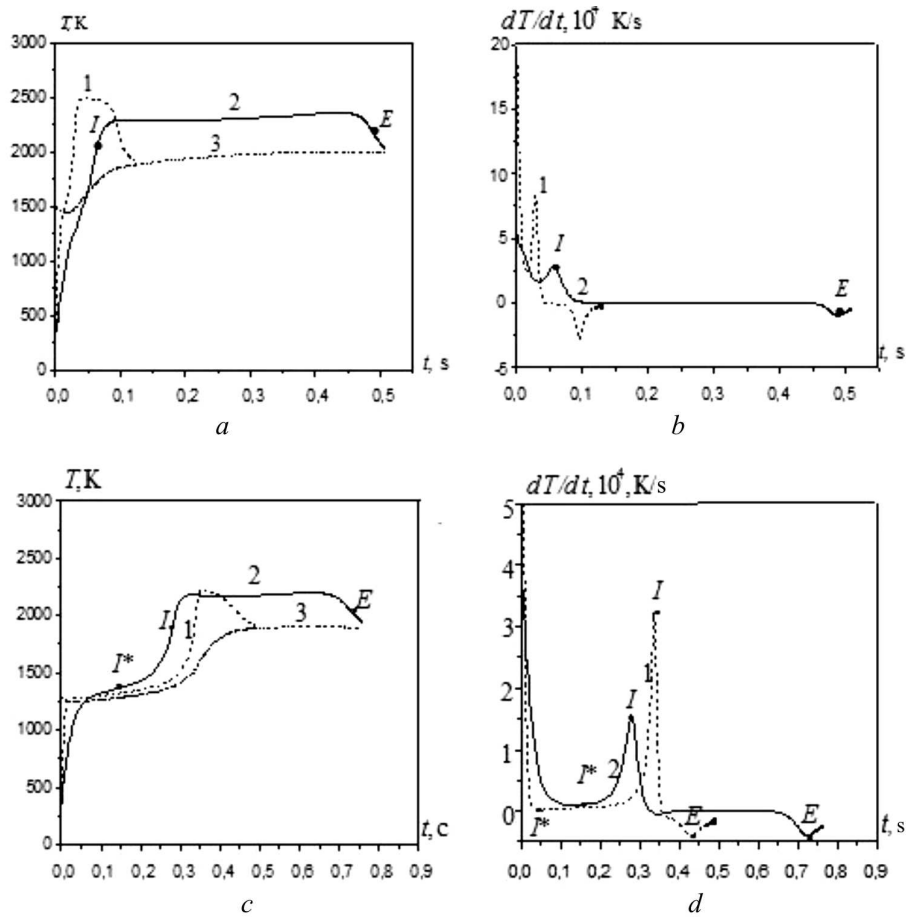 T,K
3000
2500
2000
1500
1000
500
0
1
I
2
3
E
t, s
0,0 0,1 0,2 0,3 0,4 0,5
a
dT/dt, 10⁴ K/s
20
15
10
5
0
-5
1
I
2
E
t, s
0,0 0,1 0,2 0,3 0,4 0,5
b
T, K
3000
2500
2000
1500
1000
500
0
I*
I
1
2
3
E
t, c
0,0 0,1 0,2 0,3 0,4 0,5 0,6 0,7 0,8 0,9
c
dT/dt, 10⁴, K/s
5
4
3
2
1
0
I
1
I
I* 2
I*
E
E
t, s
0,0 0,1 0,2 0,3 0,4 0,5 0,6 0,7 0,8 0,9
d